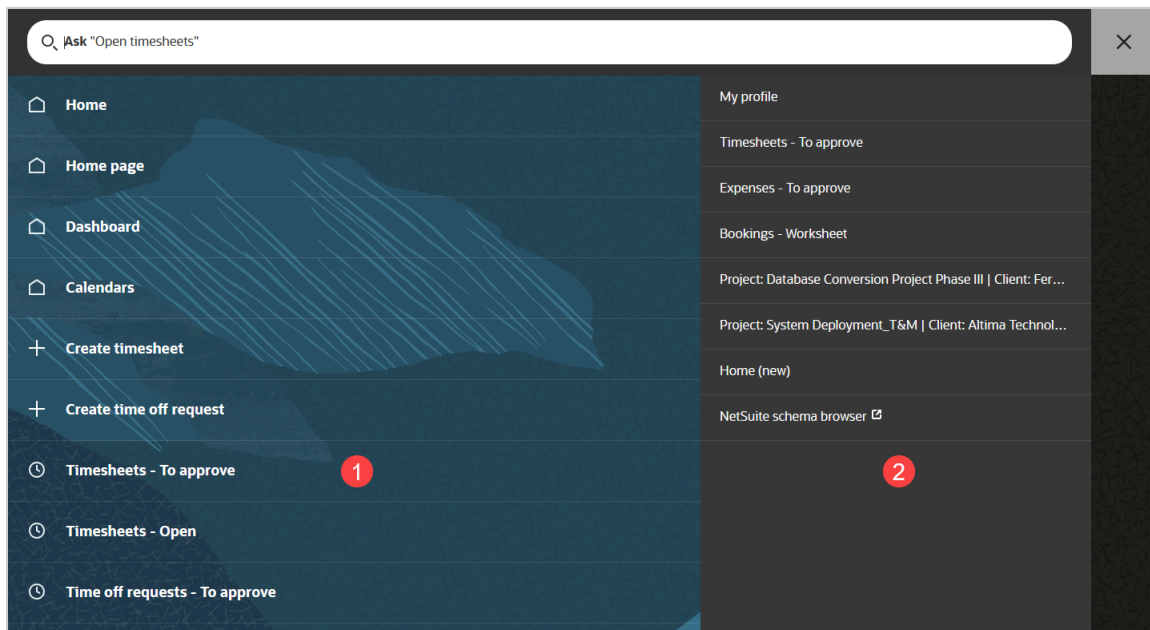 Ask "Open timesheets"
Home
Home page
Dashboard
Calendars
Create timesheet
Create time off request
Timesheets - To approve
Timesheets - Open
Time off requests - To approve
1
My profile
Timesheets - To approve
Expenses - To approve
Bookings - Worksheet
Project: Database Conversion Project Phase III | Client: Fer...
Project: System Deployment_T&M | Client: Altima Technol...
Home (new)
NetSuite schema browser
2